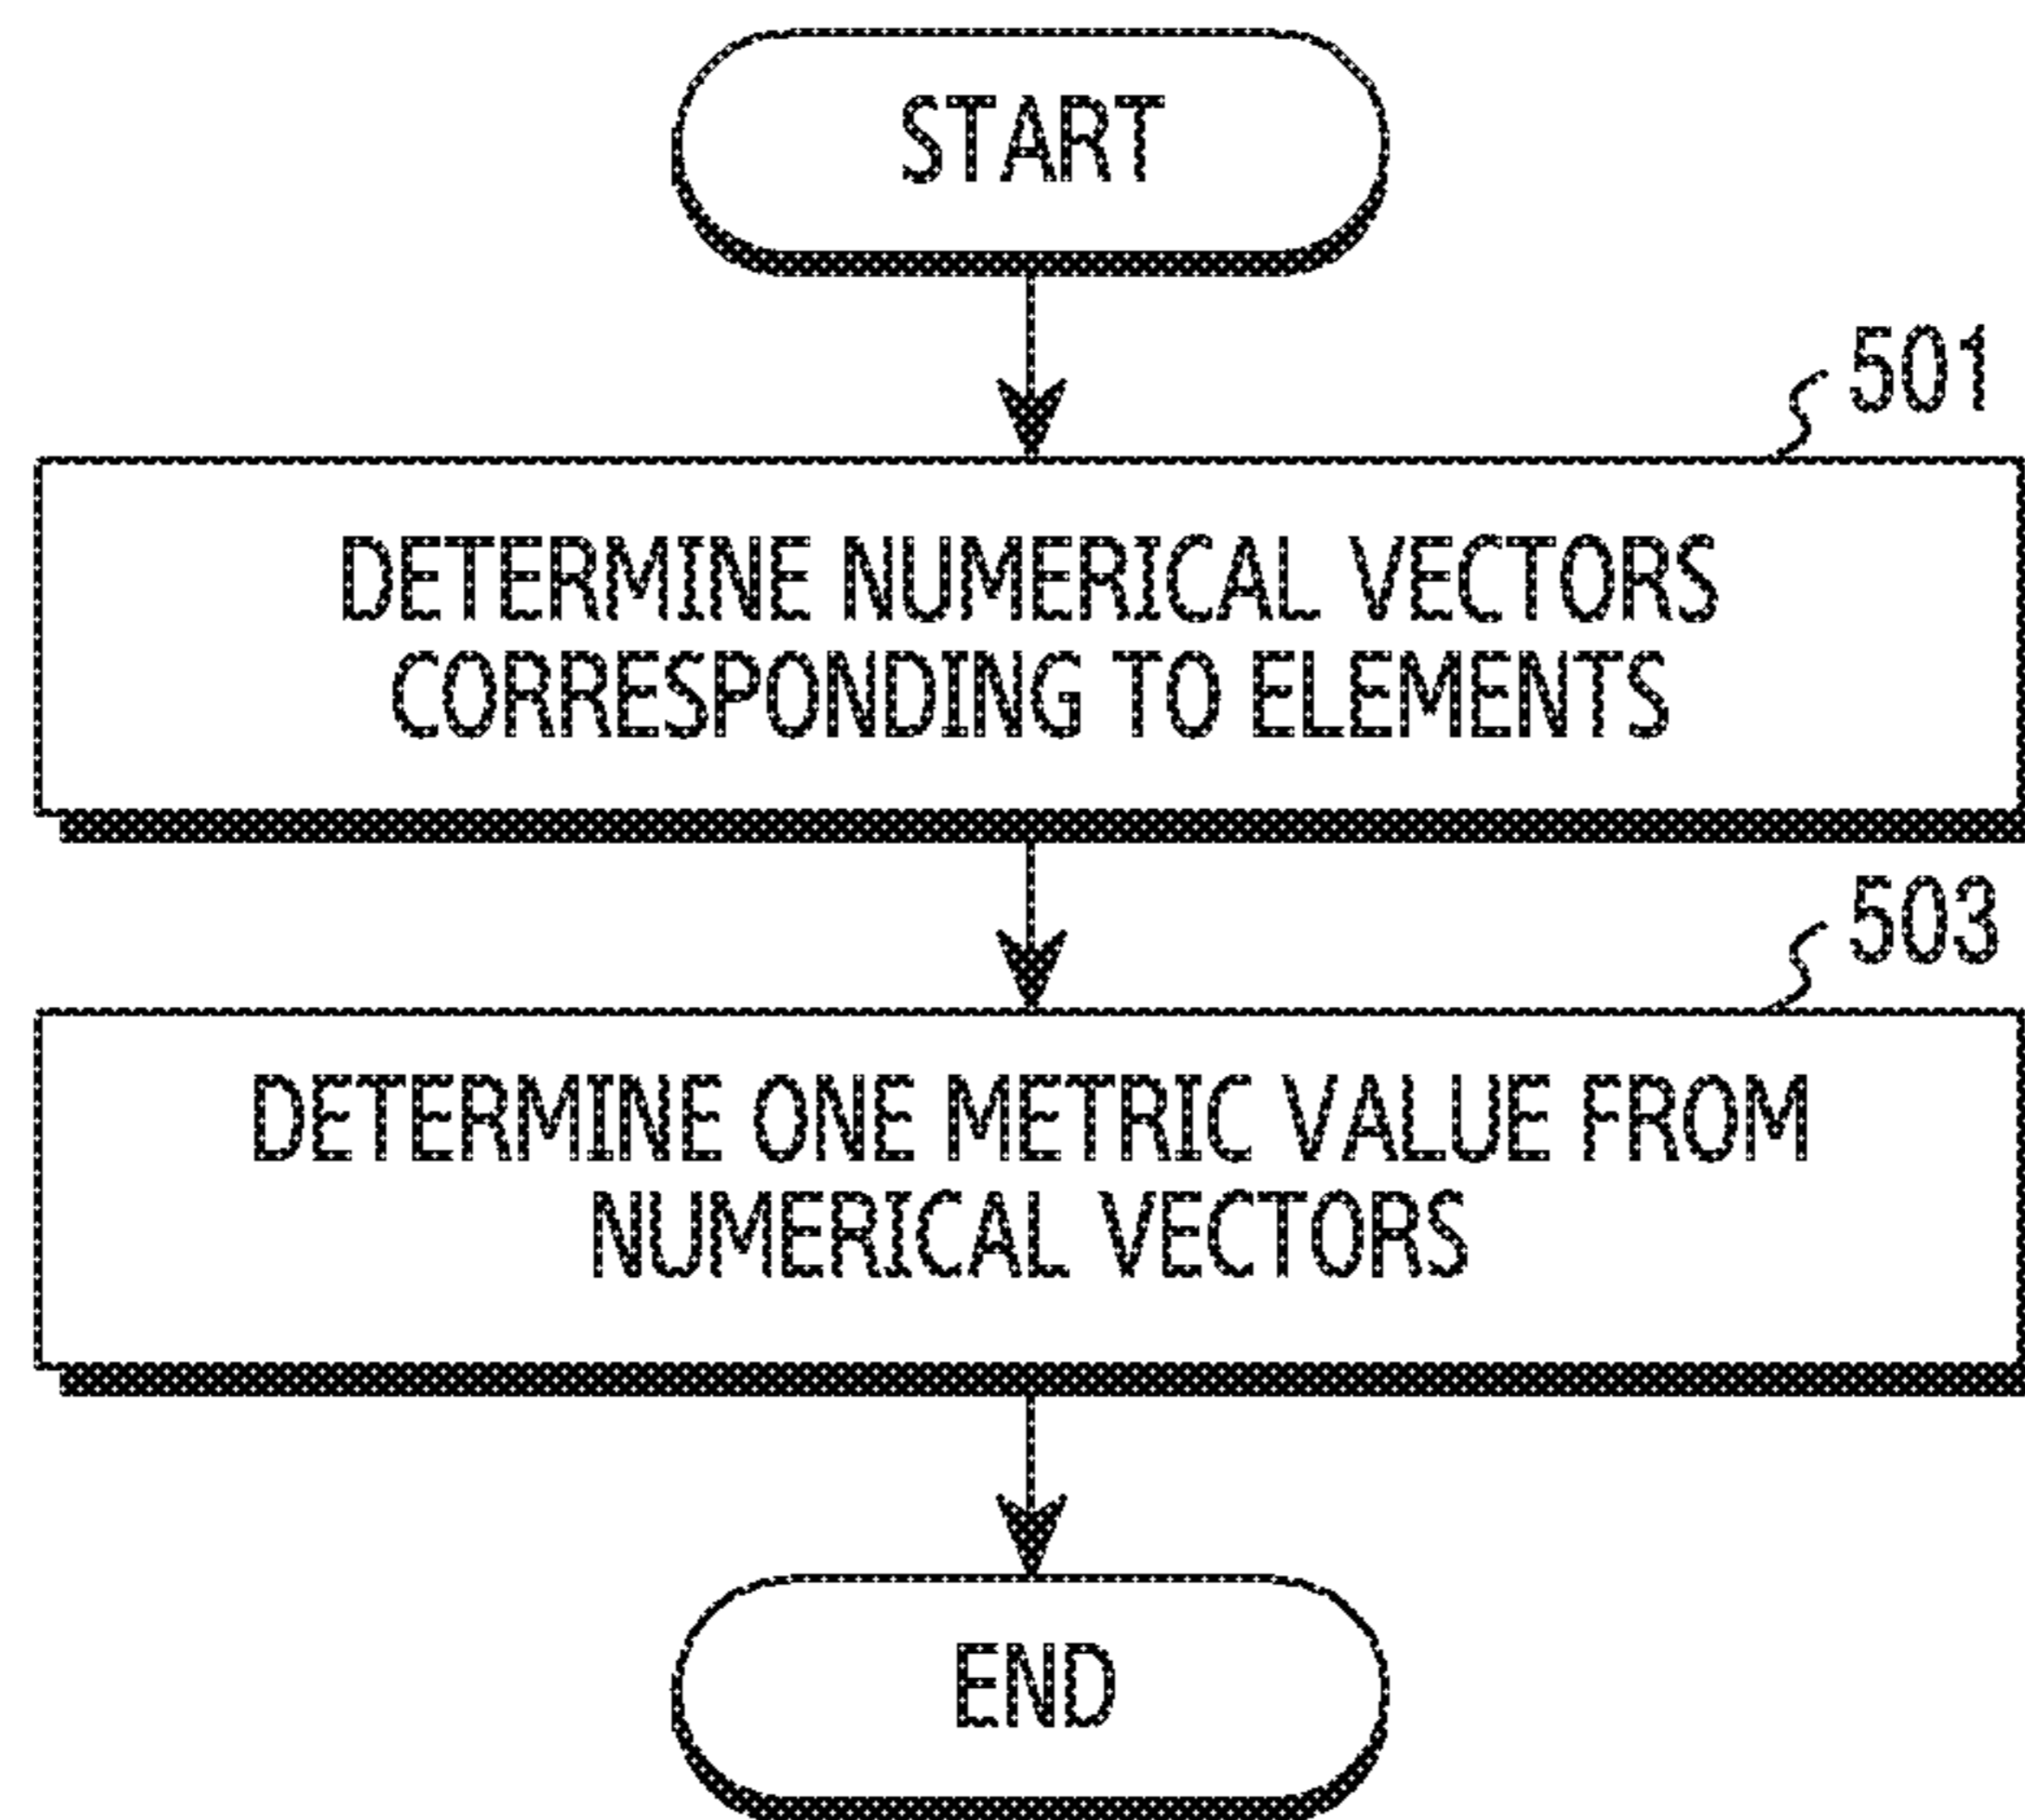 START
501
DETERMINE NUMERICAL VECTORS
CORRESPONDING TO ELEMENTS
503
DETERMINE ONE METRIC VALUE FROM
NUMERICAL VECTORS
END